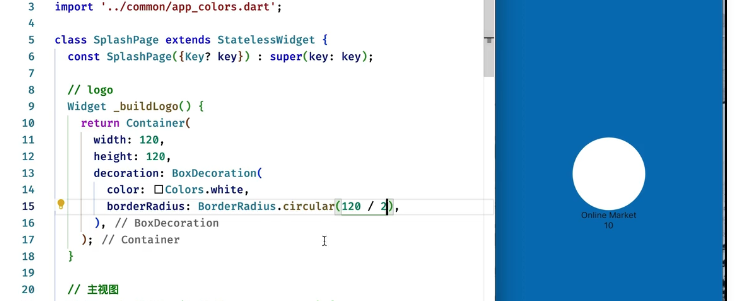 3 import '../common/app_colors.dart';
4
5 class SplashPage extends StatelessWidget {
6 const SplashPage({Key? key}) : super(key: key);
7
8 // logo
9 Widget _buildLogo() {
10 return Container(
11 width: 120,
12 height: 120,
13 decoration: BoxDecoration(
14 color: Colors.white,
15 borderRadius: BorderRadius.circular(120 / 2),
16 ), // BoxDecoration
17 ); // Container
18 }
19
20 // 主视图
Online Market
10